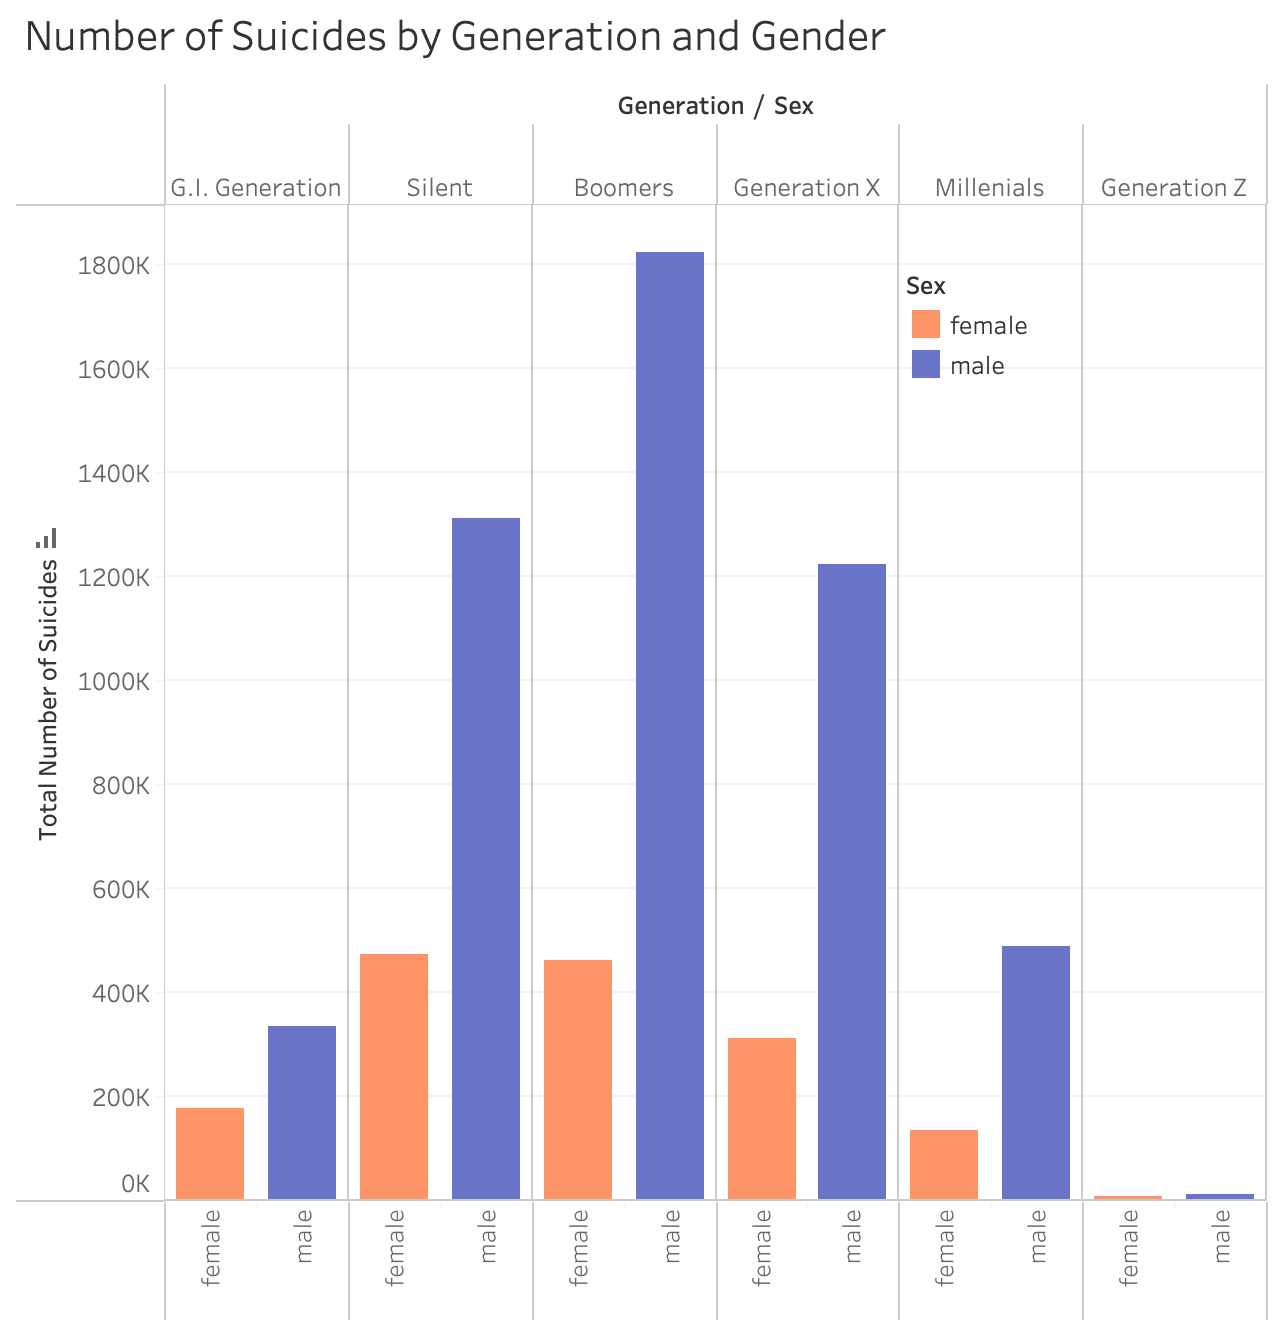 Number of Suicides by Generation and Gender
Generation / Sex
G.I. Generation Silent Boomers Generation X Millenials Generation Z
1800K
Sex
female
male
1600K
1400K
1200K
1000K
800K
600K
400K
200K
0K
Total Number of Suicides
female male female male female male female male female male female male